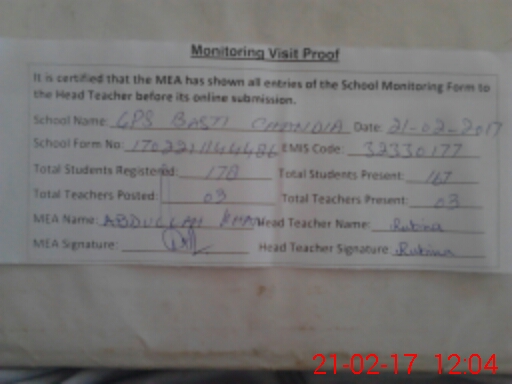 Monitoring Visit Proof
It is certified that the MEA has shown all entries of the School Monitoring Form to
the Head Teacher before its online submission.
School Name: GPS BASTI CHANDIA Date: 21-02-2017
School Form No: EMIS Code: 32330177
Total Students Registered: 178 Total Students Present: 167
Total Teachers Posted: 03 Total Teachers Present: 03
MEA Name: ABDULLAH KHAN Head Teacher Name: Rubina
MEA Signature: Head Teacher Signature: Rubina
21-02-17 12:04